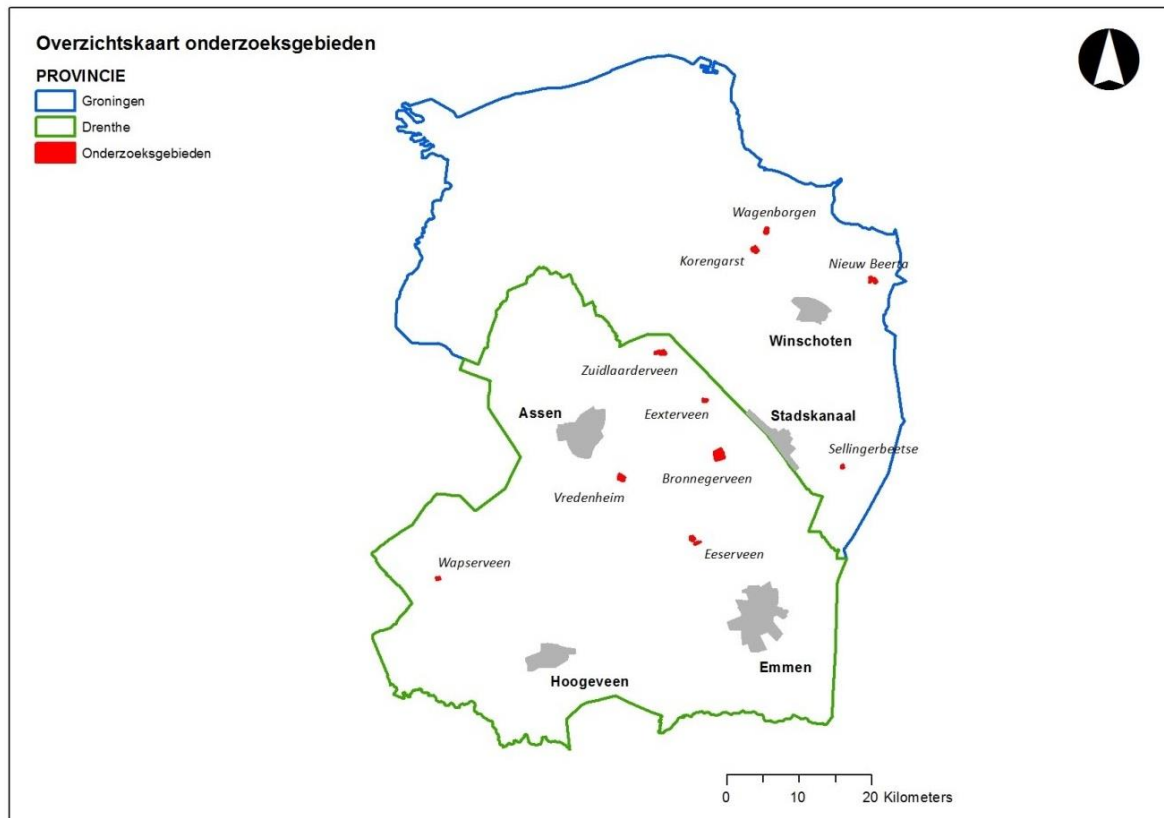 Overzichtskaart onderzoeksgebieden
PROVINCIE
Groningen
Drenthe
Onderzoeksgebieden
Wagenborgen
Korengarst
Nieuw Beerta
Winschoten
Zuidlaarderveen
Assen
Eexterveen
Stadskanaal
Sellingerbeetse
Bronnegerveen
Vredenheim
Eeserveen
Wapserveen
Emmen
Hoogeveen
0 10 20 Kilometers